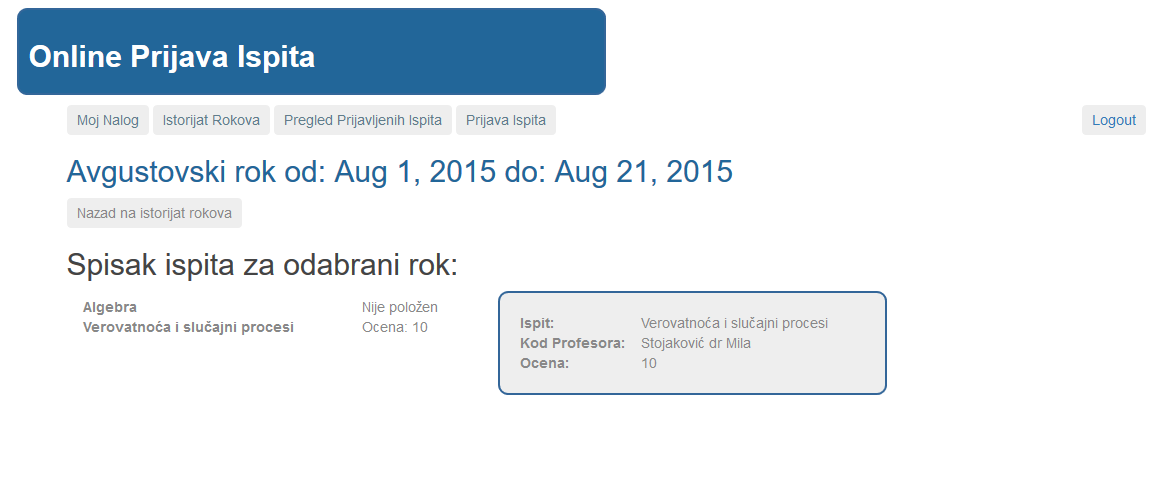 Online Prijava Ispita
Moj Nalog Istorijat Rokova Pregled Prijavljenih Ispita Prijava Ispita Logout
Avgustovski rok od: Aug 1, 2015 do: Aug 21, 2015
Nazad na istorijat rokova
Spisak ispita za odabrani rok:
Algebra Nije položen
Verovatnoća i slučajni procesi Ocena: 10
Ispit: Verovatnoća i slučajni procesi
Kod Profesora: Stojaković dr Mila
Ocena: 10